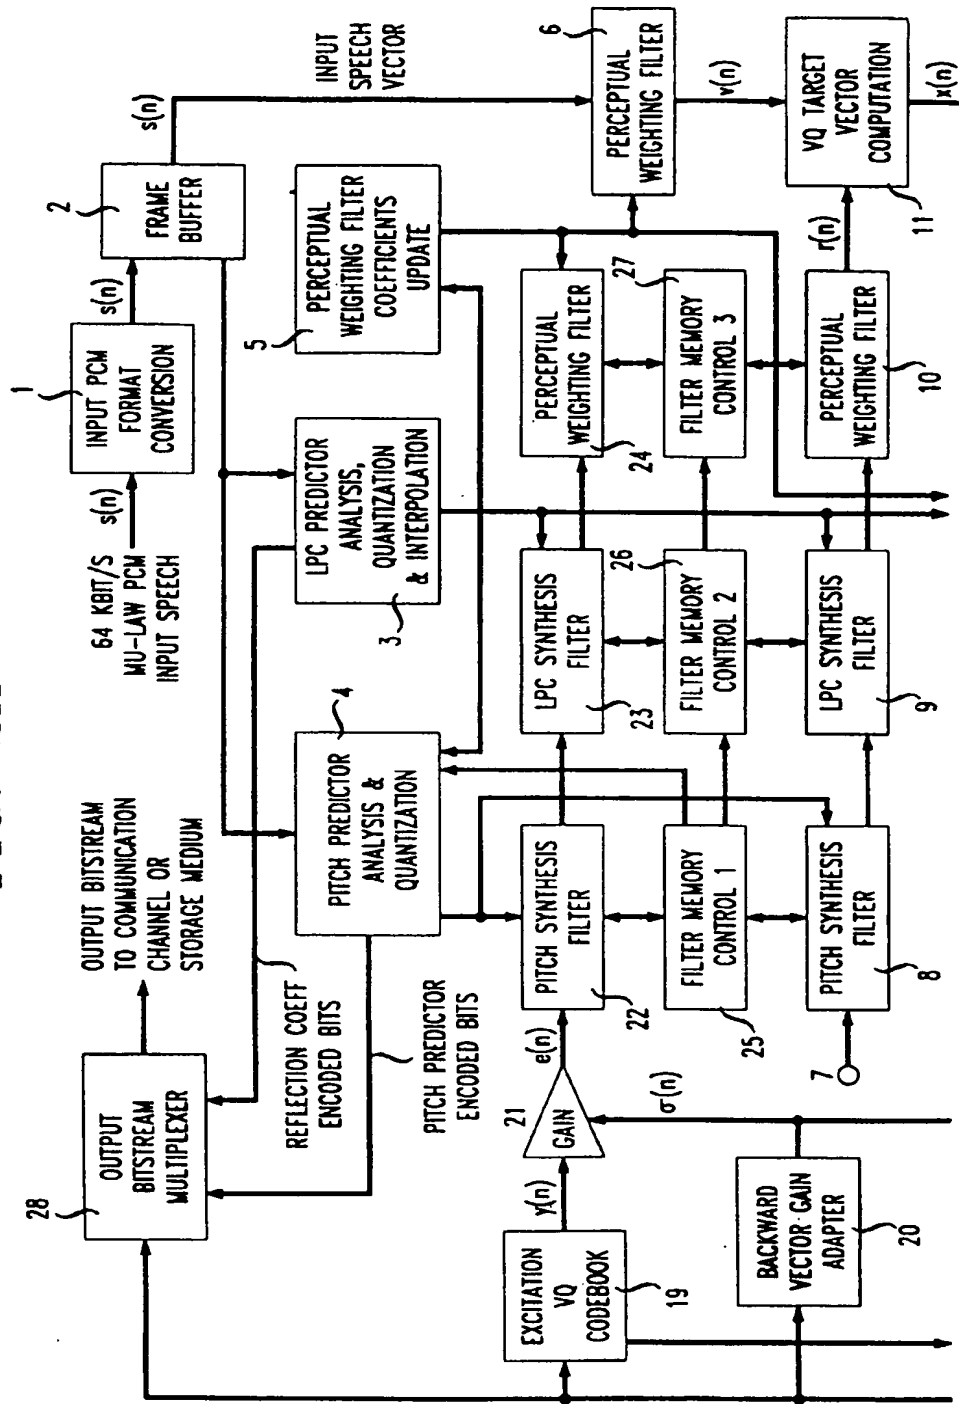 64 KBIT/S
MU-LAW PCM
INPUT SPEECH
s(n)
1
INPUT PCM
FORMAT
CONVERSION
s(n)
2
FRAME
BUFFER
s(n)
INPUT
SPEECH
VECTOR
OUTPUT BITSTREAM
TO COMMUNICATION
CHANNEL OR
STORAGE MEDIUM
28
OUTPUT
BITSTREAM
MULTIPLEXER
REFLECTION COEFF
ENCODED BITS
PITCH PREDICTOR
ENCODED BITS
4
PITCH PREDICTOR
ANALYSIS &
QUANTIZATION
3
LPC PREDICTOR
ANALYSIS,
QUANTIZATION
& INTERPOLATION
5
PERCEPTUAL
WEIGHTING FILTER
COEFFICIENTS
UPDATE
6
PERCEPTUAL
WEIGHTING FILTER
v(n)
EXCITATION
VQ
CODEBOOK
19
y(n)
21
GAIN
e(n)
PITCH SYNTHESIS
FILTER
22
LPC SYNTHESIS
FILTER
23
PERCEPTUAL
WEIGHTING FILTER
24
FILTER MEMORY
CONTROL 1
25
FILTER MEMORY
CONTROL 2
26
FILTER MEMORY
CONTROL 3
27
σ(n)
BACKWARD
VECTOR GAIN
ADAPTER
20
7
PITCH SYNTHESIS
FILTER
8
LPC SYNTHESIS
FILTER
9
PERCEPTUAL
WEIGHTING FILTER
10
r(n)
VQ TARGET
VECTOR
COMPUTATION
11
x(n)